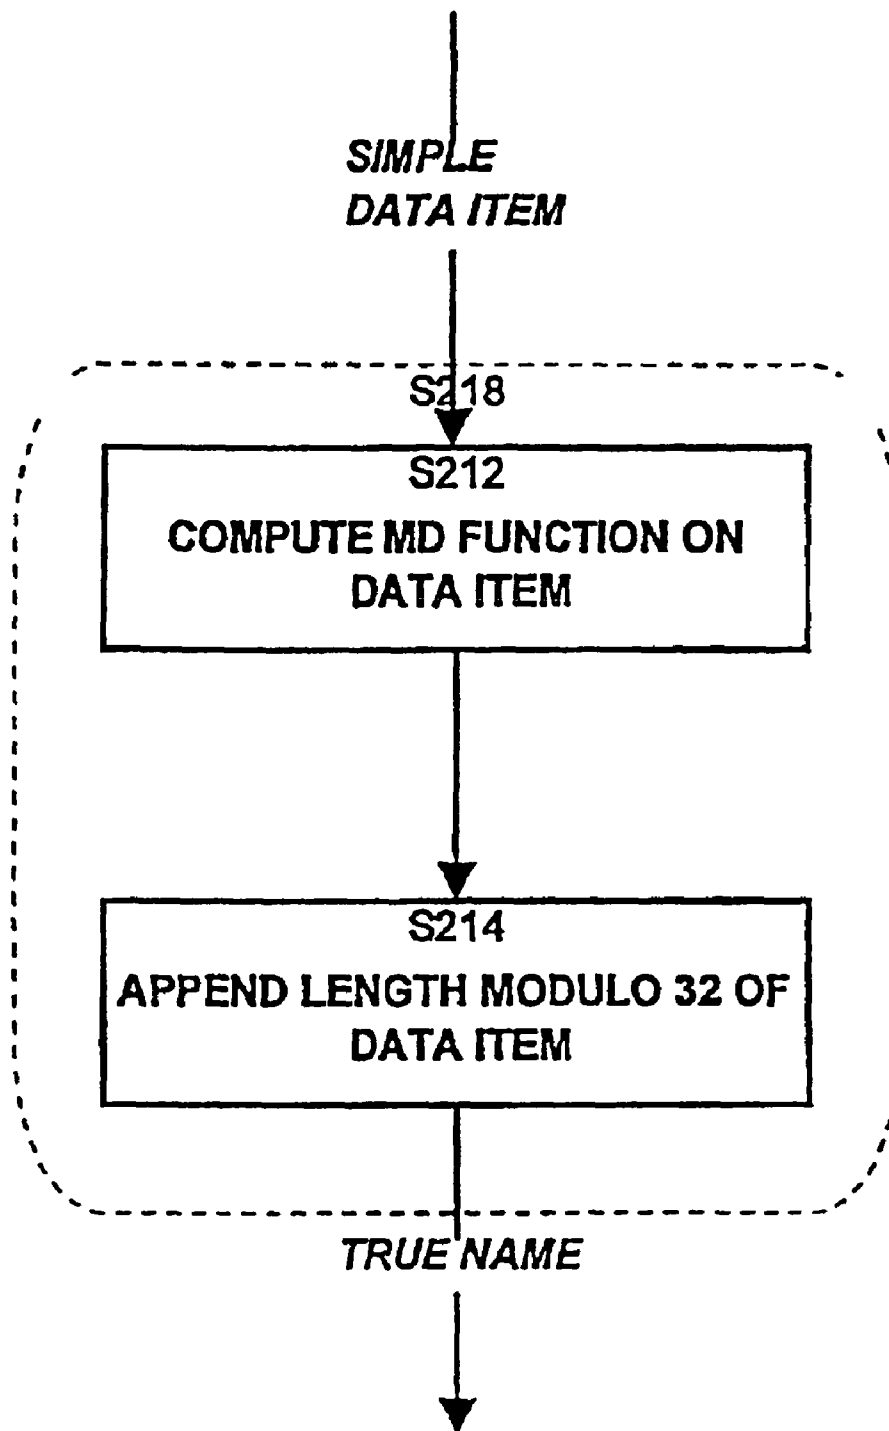 SIMPLE
DATA ITEM
S218
S212
COMPUTE MD FUNCTION ON
DATA ITEM
S214
APPEND LENGTH MODULO 32 OF
DATA ITEM
TRUE NAME